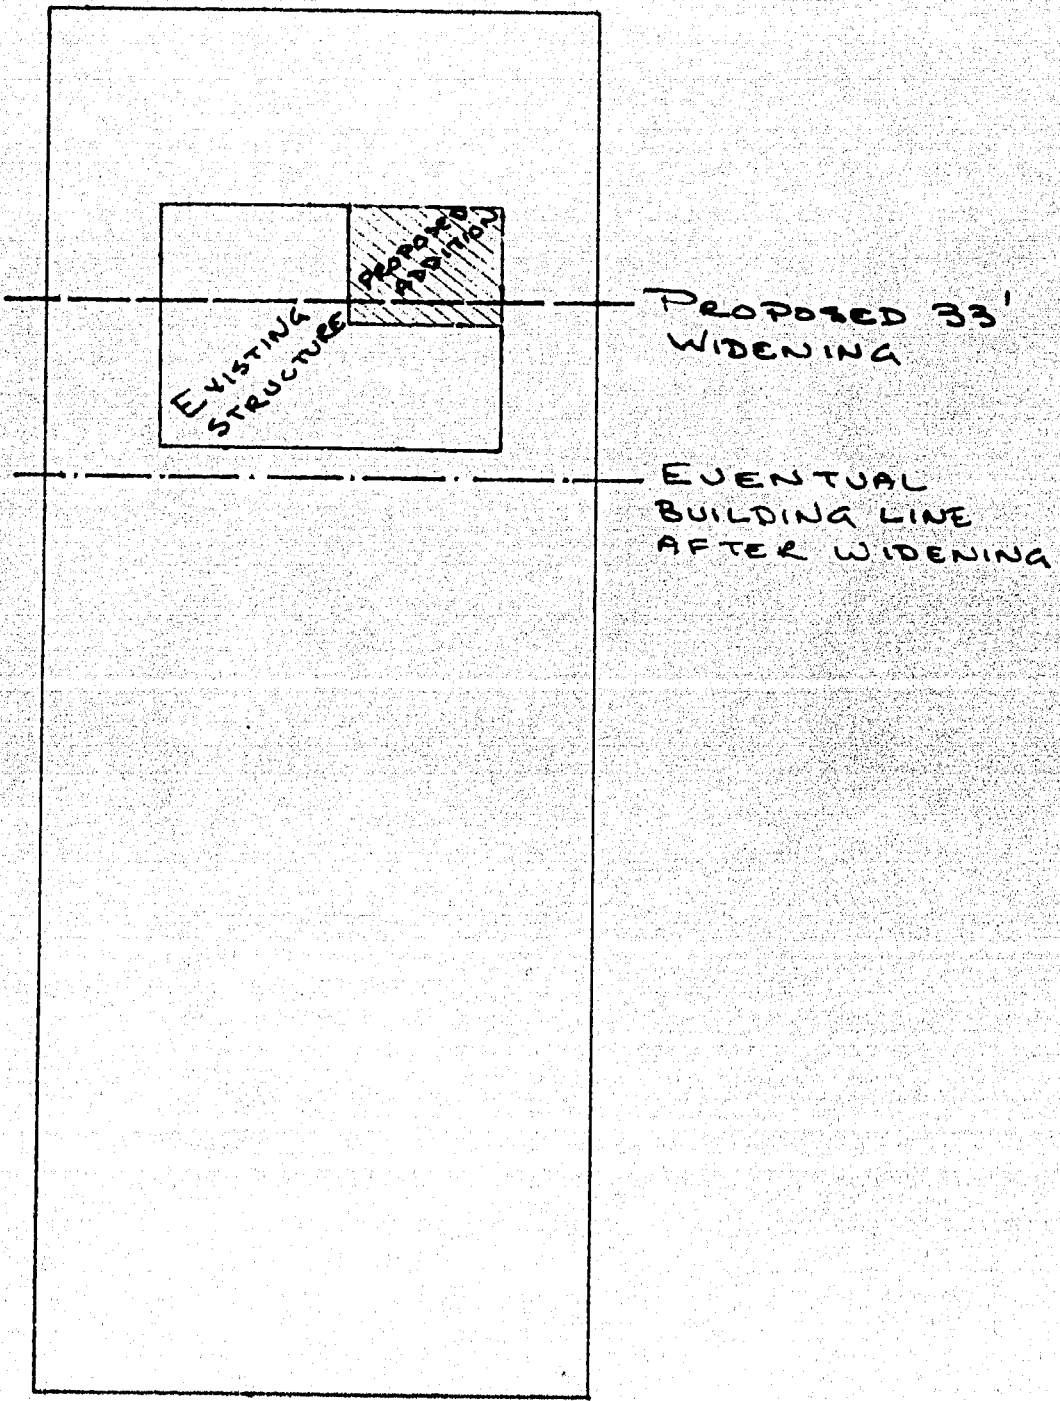 PROPOSED
ADDITION
PROPOSED 33'
WIDENING
EXISTING
STRUCTURE
EVENTUAL
BUILDING LINE
AFTER WIDENING